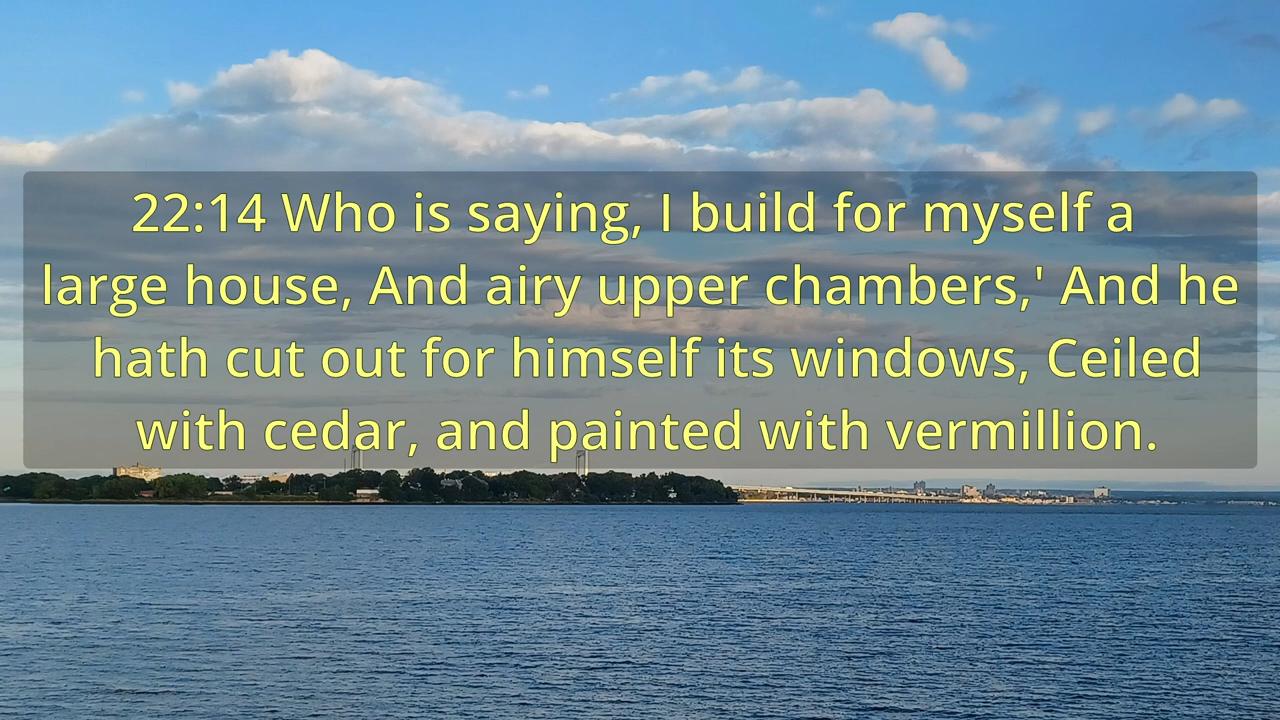 22:14 Who is saying, I build for myself a
large house, And airy upper chambers,' And he
hath cut out for himself its windows, Ceiled
with cedar, and painted with vermillion.